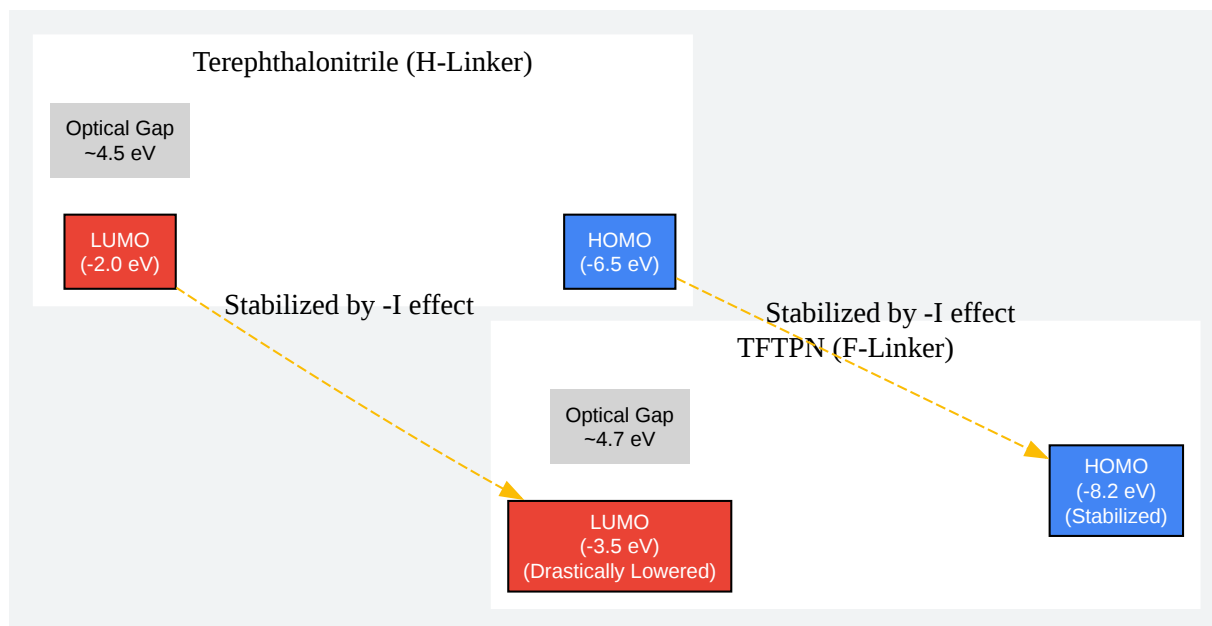 Terephthalonitrile (H-Linker)
Optical Gap
~4.5 eV
LUMO
(-2.0 eV)
HOMO
(-6.5 eV)
Stabilized by -I effect
Stabilized by -I effect
TFTPN (F-Linker)
Optical Gap
~4.7 eV
HOMO
(-8.2 eV)
(Stabilized)
LUMO
(-3.5 eV)
(Drastically Lowered)